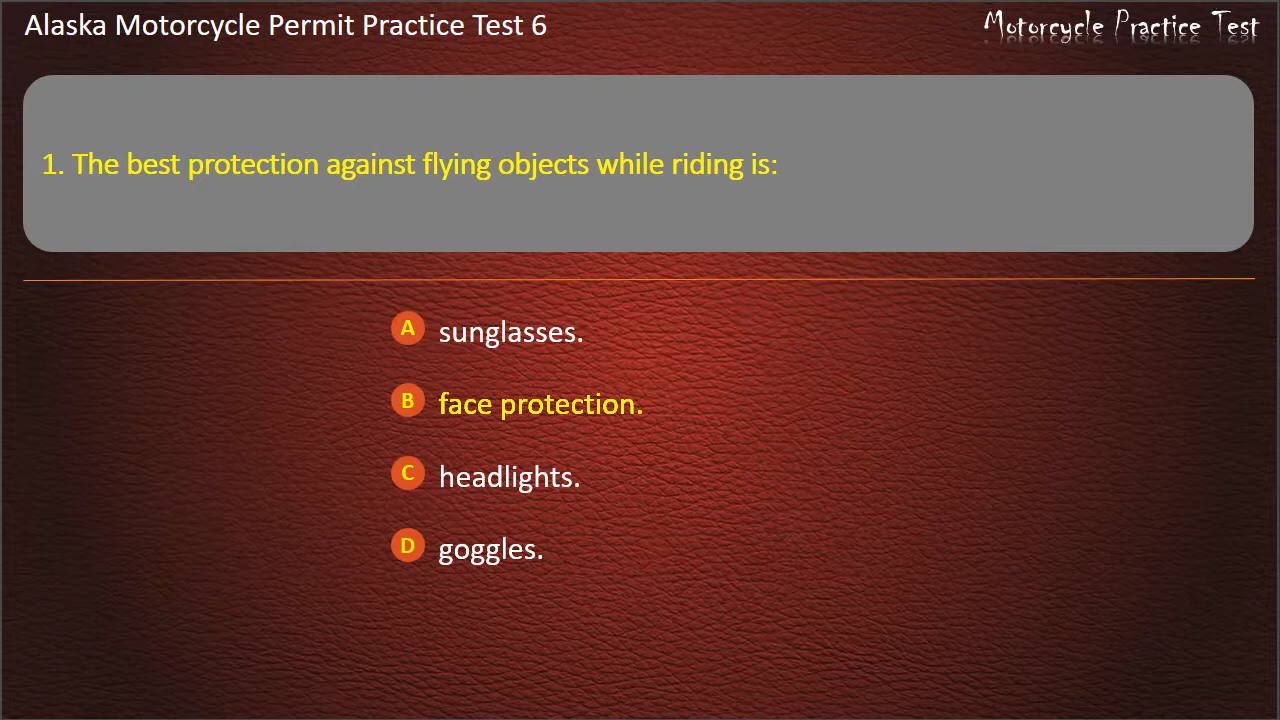 Alaska Motorcycle Permit Practice Test 6
Motorcycle Practice Test
1. The best protection against flying objects while riding is:
A sunglasses.
B face protection.
C headlights.
D goggles.